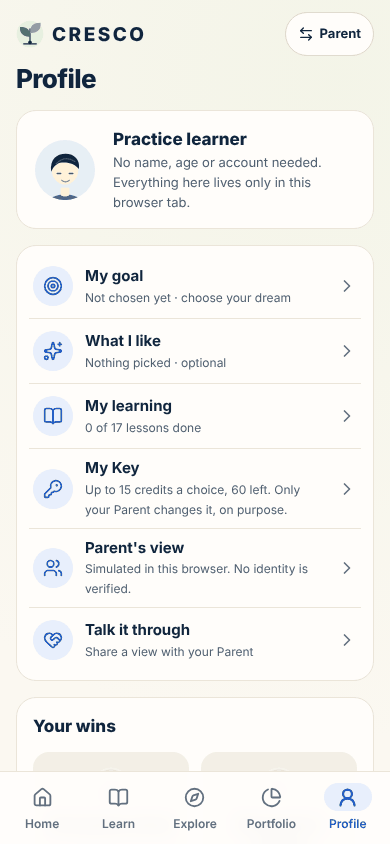 CRESCO
Parent
Profile
Practice learner
No name, age or account needed.
Everything here lives only in this
browser tab.
My goal
Not chosen yet · choose your dream
What I like
Nothing picked · optional
My learning
0 of 17 lessons done
My Key
Up to 15 credits a choice, 60 left. Only
your Parent changes it, on purpose.
Parent's view
Simulated in this browser. No identity is
verified.
Talk it through
Share a view with your Parent
Your wins
Home
Learn
Explore
Portfolio
Profile